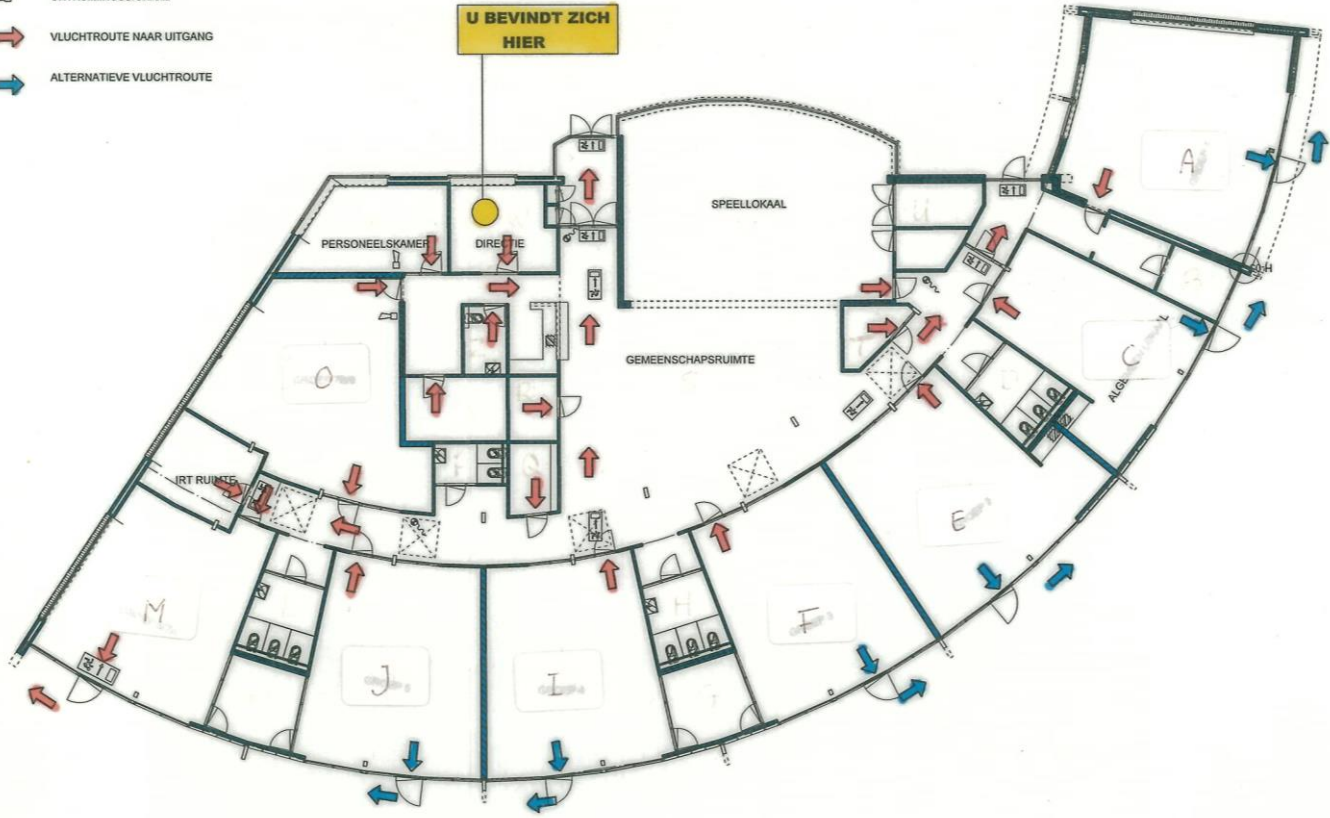 VLUCHTROUTE NAAR UITGANG
ALTERNATIEVE VLUCHTROUTE
U BEVINDT ZICH
HIER
A
SPEELLOKAAL
U
PERSONEELSKAMER
DIRECTIE
B
C
GEMEENSCHAPSRUIMTE
T
O
D
IRT RUIMTE
Q
E
M
H
F
J
I